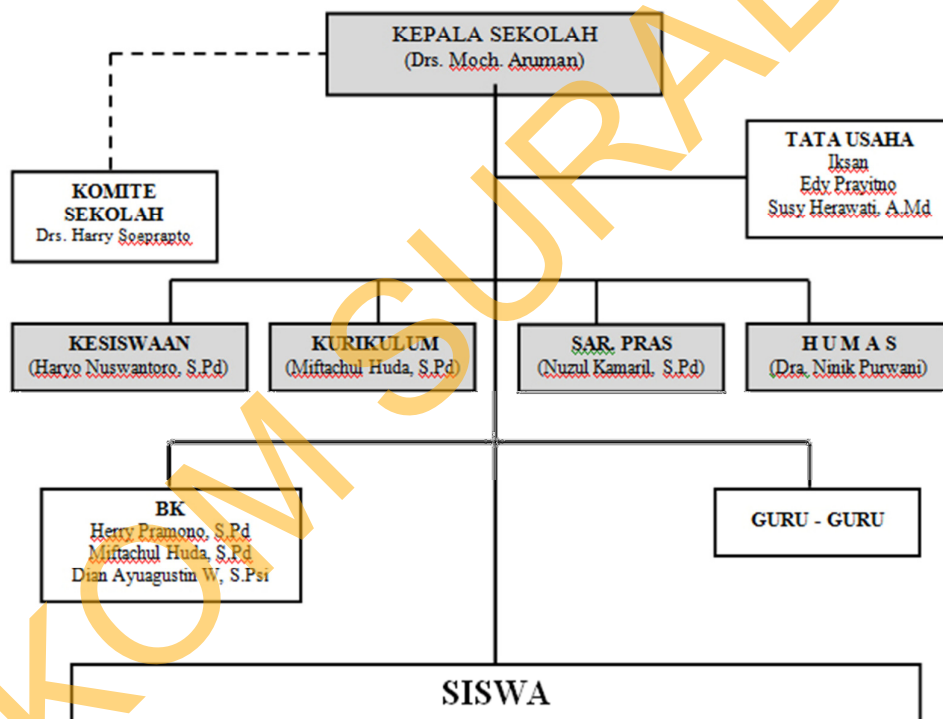 KEPALA SEKOLAH
(Drs. Moch. Aruman)
TATA USAHA
Iksan
Edy Prayitno
Susy Herawati, A.Md
KOMITE
SEKOLAH
Drs. Harry Soeprapto
KESISWAAN
(Haryo Nuswantoro, S.Pd)
KURIKULUM
(Miftachul Huda, S.Pd)
SAR. PRAS
(Nuzul Kamaril, S.Pd)
H U M A S
(Dra. Ninik Purwani)
BK
Herry Pramono, S.Pd
Miftachul Huda, S.Pd
Dian Ayuagustin W, S.Psi
GURU - GURU
SISWA
KOM SURAB